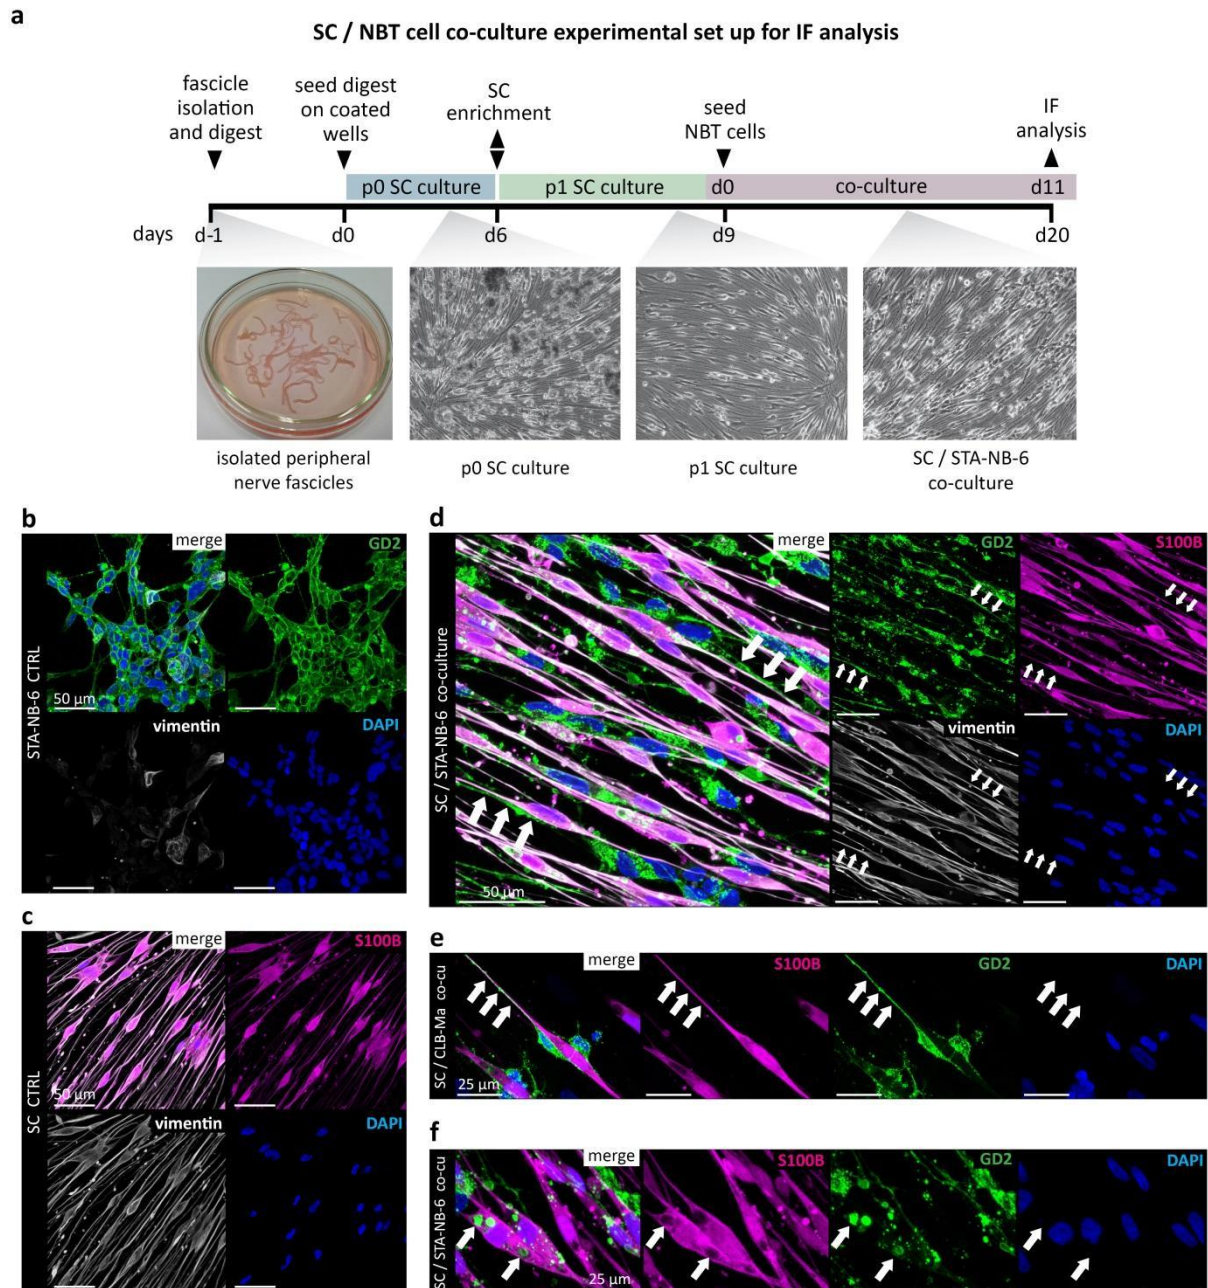 a
SC / NBT cell co-culture experimental set up for IF analysis
fascicle
isolation
and digest
seed digest
on coated
wells
SC
enrichment
seed
NBT cells
IF
analysis
p0 SC culture
p1 SC culture
d0
co-culture
d11
days
d-1
d0
d6
d9
d20
isolated peripheral
nerve fascicles
p0 SC culture
p1 SC culture
SC / STA-NB-6
co-culture
b
STA-NB-6 CTRL
merge
GD2
50 µm
vimentin
DAPI
c
SC CTRL
merge
S100B
50 µm
vimentin
DAPI
d
SC / STA-NB-6 co-culture
merge
GD2
S100B
50 µm
vimentin
DAPI
e
SC / CLB-Ma co-cu
merge
S100B
GD2
DAPI
25 µm
f
SC / STA-NB-6 co-cu
merge
S100B
GD2
DAPI
25 µm